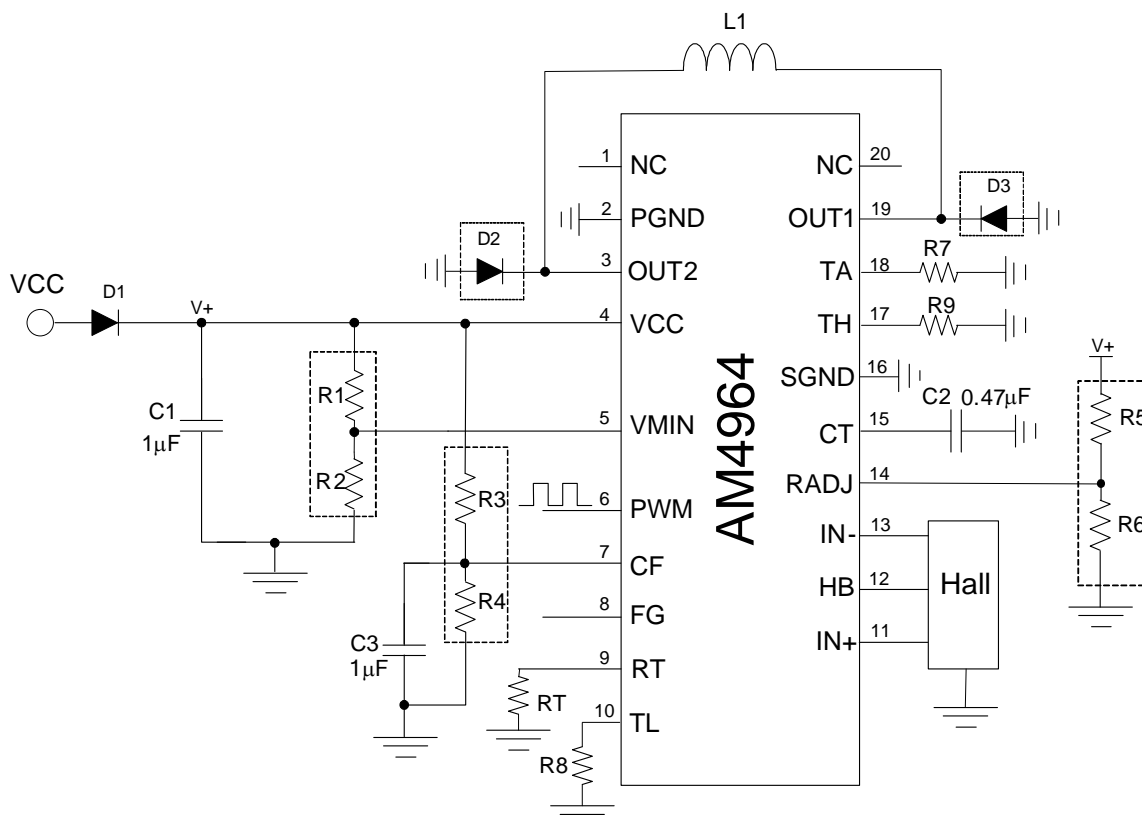 L1
1 NC
NC 20
2 PGND
OUT1 19
D3
D2
3 OUT2
TA 18
R7
VCC
D1
V+
4 VCC
TH 17
R9
SGND 16
V+
R1
C1
1μF
5 VMIN
CT 15
C2 0.47μF
R5
R2
R3
RADJ 14
6 PWM
AM4964
IN- 13
R6
7 CF
HB 12
Hall
R4
8 FG
IN+ 11
C3
1μF
9 RT
RT
10 TL
R8